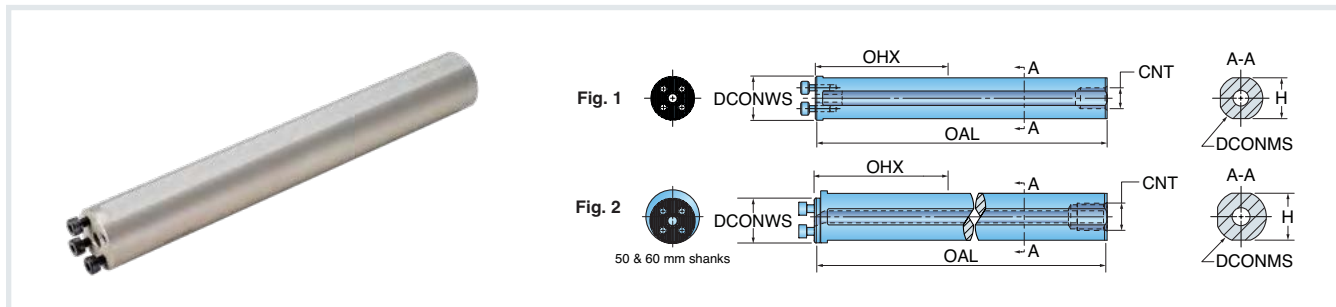 OHX
A
A-A
CNT
Fig. 1
DCONWS
H
OAL
A
DCONMS
OHX
A
A-A
CNT
Fig. 2
DCONWS
H
50 & 60 mm shanks
OAL
A
DCONMS